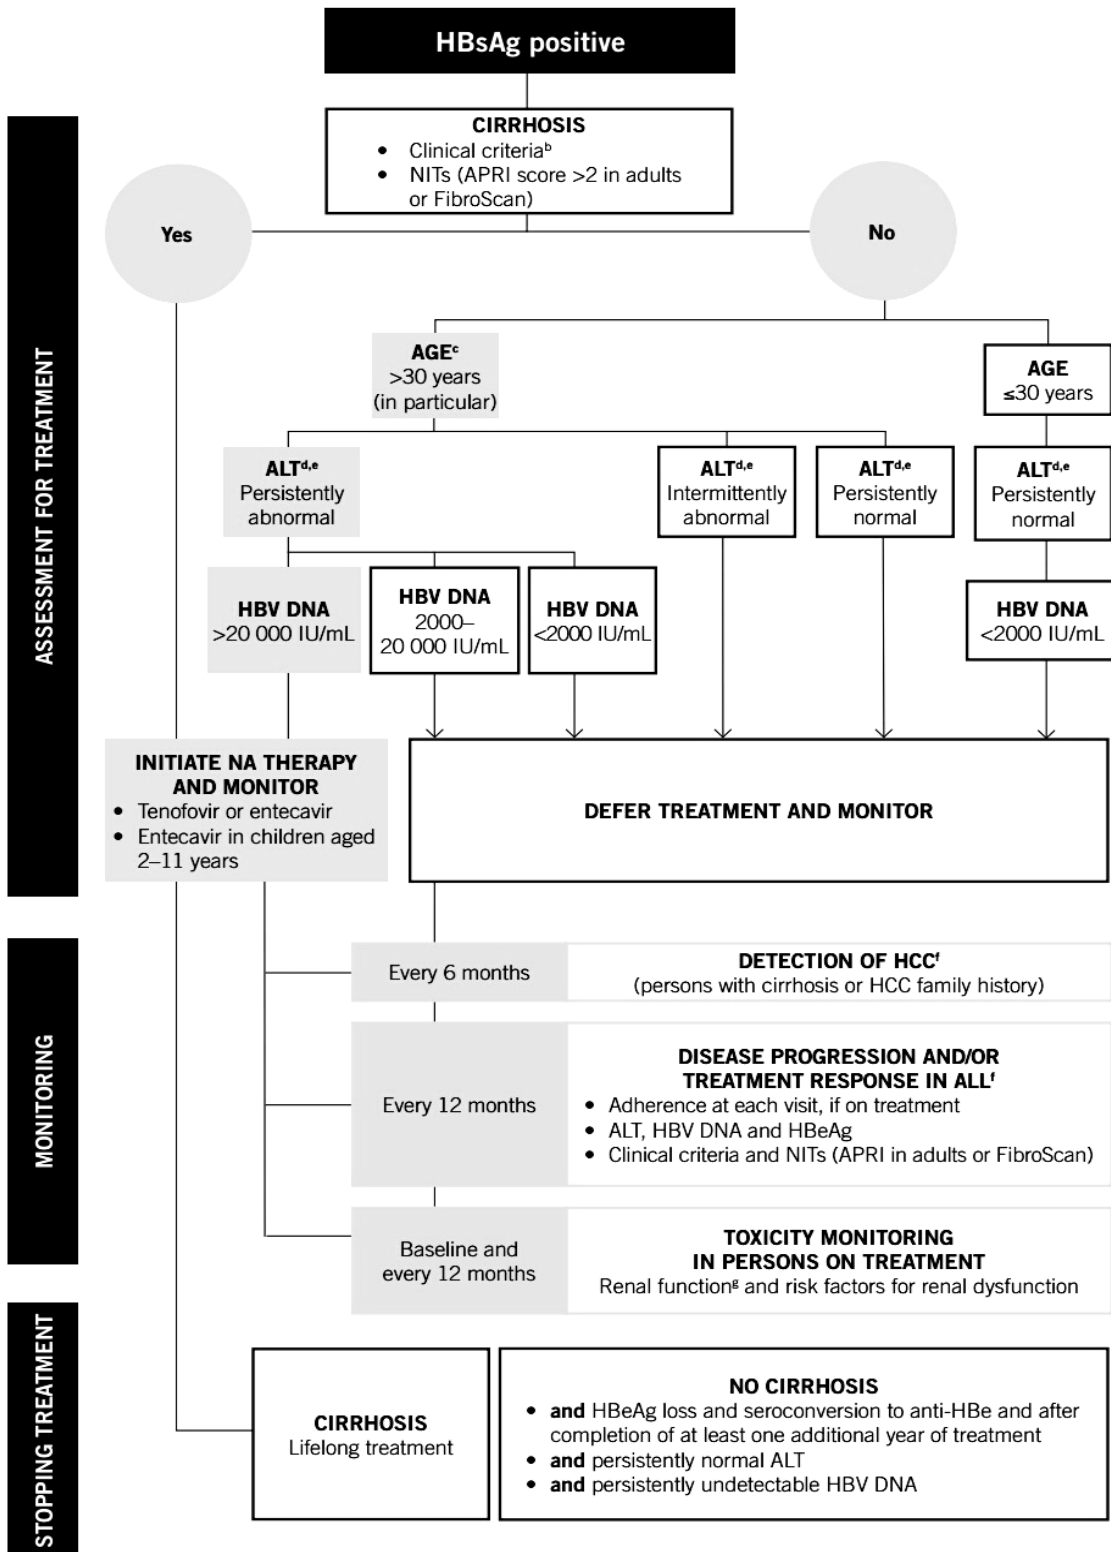 HBsAg positive
ASSESSMENT FOR TREATMENT
CIRRHOSIS
• Clinical criteriaᵇ
• NITs (APRI score >2 in adults
or FibroScan)
Yes
No
AGEᶜ
>30 years
(in particular)
AGE
≤30 years
ALTᵈ,ᵉ
Persistently
abnormal
ALTᵈ,ᵉ
Intermittently
abnormal
ALTᵈ,ᵉ
Persistently
normal
ALTᵈ,ᵉ
Persistently
normal
HBV DNA
>20 000 IU/mL
HBV DNA
2000–
20 000 IU/mL
HBV DNA
<2000 IU/mL
HBV DNA
<2000 IU/mL
INITIATE NA THERAPY
AND MONITOR
• Tenofovir or entecavir
• Entecavir in children aged
2–11 years
DEFER TREATMENT AND MONITOR
MONITORING
Every 6 months
DETECTION OF HCCᶠ
(persons with cirrhosis or HCC family history)
Every 12 months
DISEASE PROGRESSION AND/OR
TREATMENT RESPONSE IN ALLᶠ
• Adherence at each visit, if on treatment
• ALT, HBV DNA and HBeAg
• Clinical criteria and NITs (APRI in adults or FibroScan)
Baseline and
every 12 months
TOXICITY MONITORING
IN PERSONS ON TREATMENT
Renal functionᵍ and risk factors for renal dysfunction
STOPPING TREATMENT
CIRRHOSIS
Lifelong treatment
NO CIRRHOSIS
• and HBeAg loss and seroconversion to anti-HBe and after
completion of at least one additional year of treatment
• and persistently normal ALT
• and persistently undetectable HBV DNA